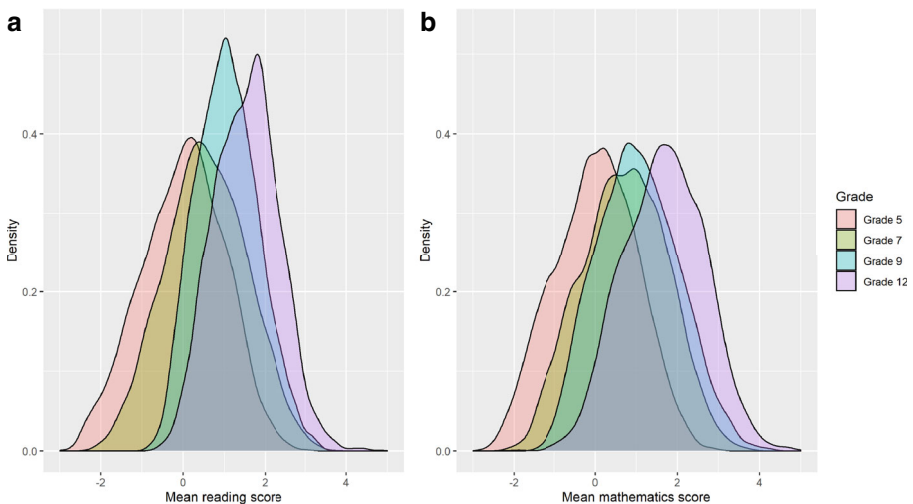 a
b
Density
0.4
0.2
0.0
-2
0
2
4
Mean reading score
Density
0.4
0.2
0.0
-2
0
2
4
Mean mathematics score
Grade
Grade 5
Grade 7
Grade 9
Grade 12